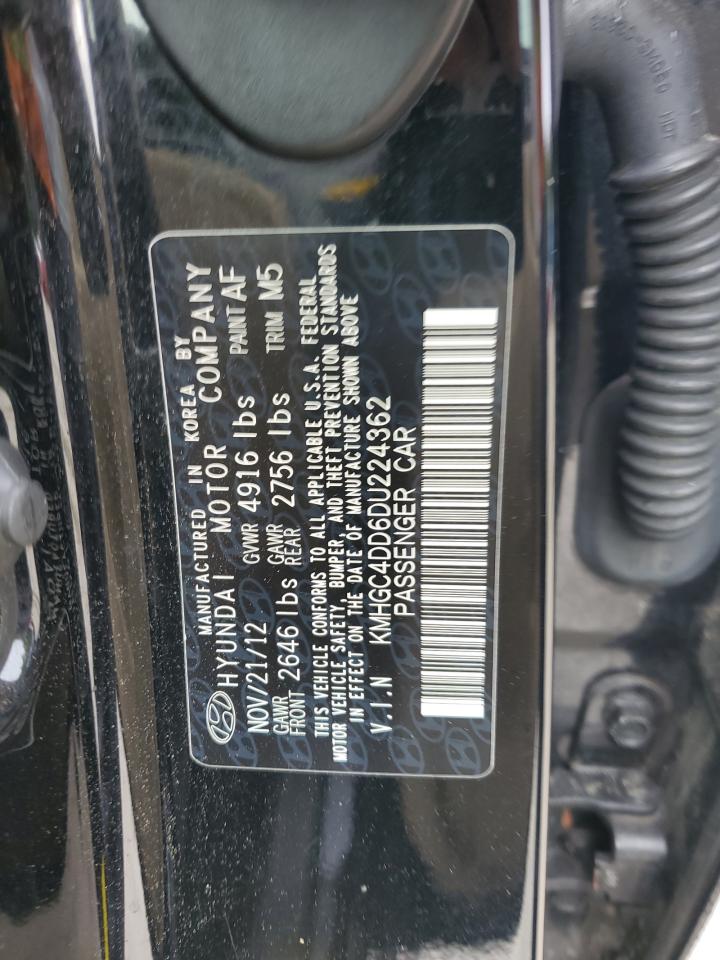 MANUFACTURED IN KOREA BY
HYUNDAI MOTOR COMPANY
NOV/21/12 GVWR 4916 lbs PAINT AF
GAWR FRONT 2646 lbs GAWR REAR 2756 lbs TRIM M5
THIS VEHICLE CONFORMS TO ALL APPLICABLE U.S.A. FEDERAL
MOTOR VEHICLE SAFETY, BUMPER, AND THEFT PREVENTION STANDARDS
IN EFFECT ON THE DATE OF MANUFACTURE SHOWN ABOVE
V.I.N KMHGC4DD6DU224362
PASSENGER CAR